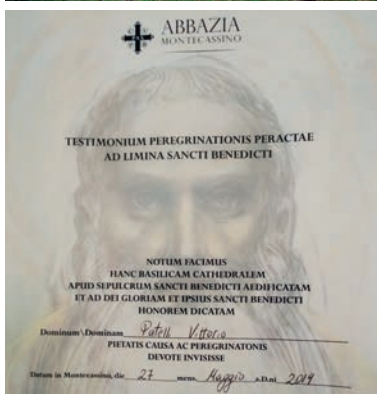 ABBAZIA
MONTECASSINO
TESTIMONIUM PEREGRINATIONIS PERACTAE
AD LIMINA SANCTI BENEDICTI
NOTUM FACIMUS
HANC BASILICAM CATHEDRALEM
APUD SEPULCRUM SANCTI BENEDICTI AEDIFICATAM
ET AD DEI GLORIAM ET IPSIUS SANCTI BENEDICTI
HONOREM DICATAM
Dominum\Dominam Patelli Vittorio
PIETATIS CAUSA AC PEREGRINATONIS
DEVOTE INVISISSE
Datum in Montecassino, die 27 mens. Maggio a.D.ni 2019